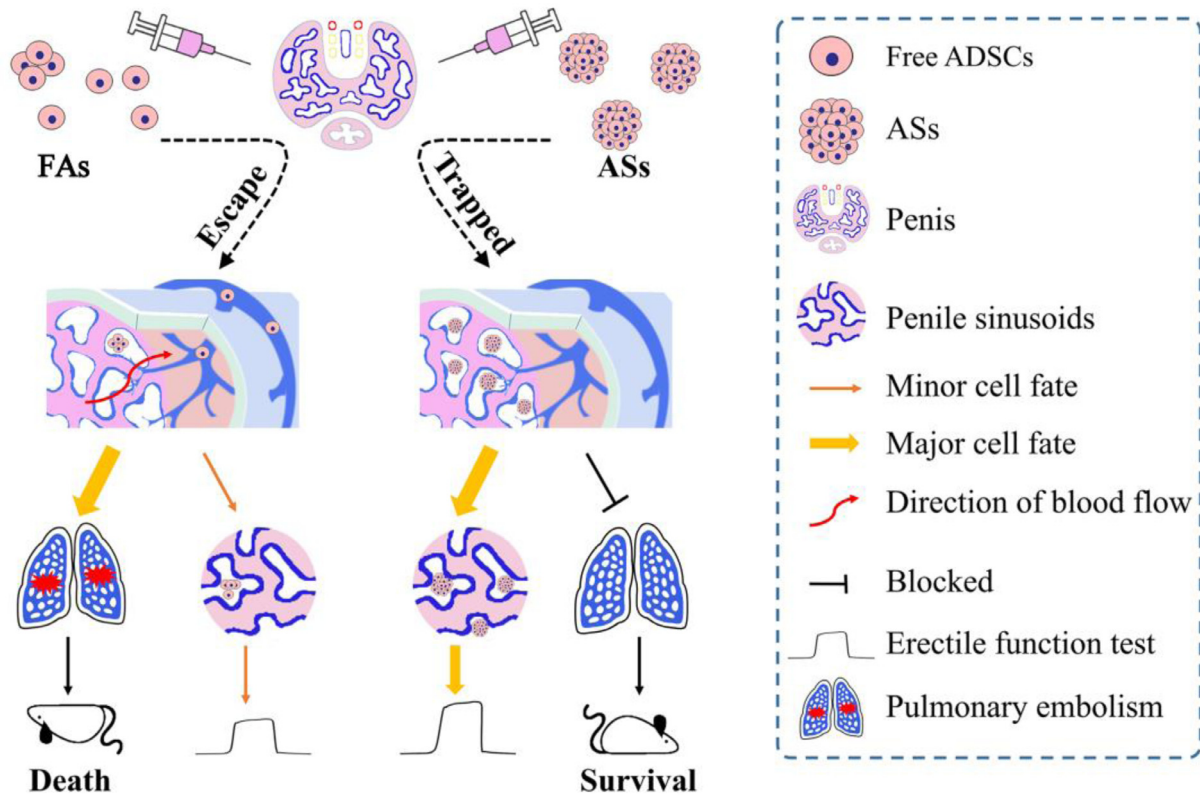 FAs
ASs
Escape
Trapped
Death
Survival
Free ADSCs
ASs
Penis
Penile sinusoids
Minor cell fate
Major cell fate
Direction of blood flow
Blocked
Erectile function test
Pulmonary embolism